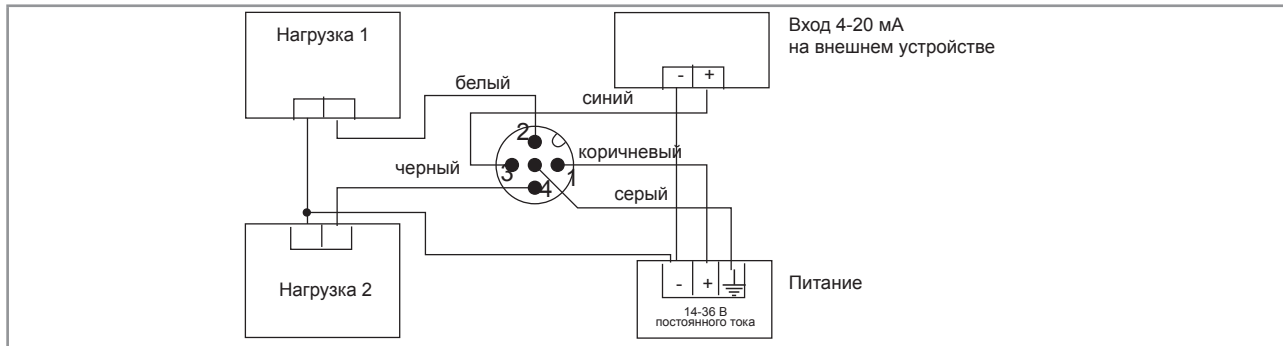 Нагрузка 1
Вход 4-20 мА
на внешнем устройстве
- +
белый
синий
2
коричневый
черный
3
1
4
серый
Нагрузка 2
- +
Питание
14-36 В
постоянного тока